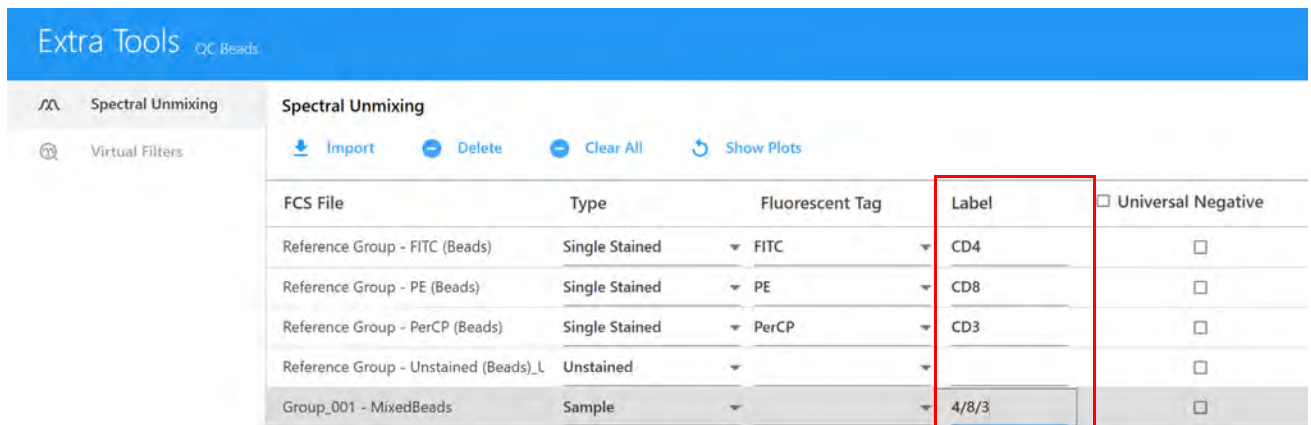 Extra Tools QC Beads
Spectral Unmixing
Virtual Filters
Spectral Unmixing
Import Delete Clear All Show Plots
FCS File Type Fluorescent Tag Label Universal Negative
Reference Group - FITC (Beads) Single Stained FITC CD4
Reference Group - PE (Beads) Single Stained PE CD8
Reference Group - PerCP (Beads) Single Stained PerCP CD3
Reference Group - Unstained (Beads)_ Unstained
Group_001 - MixedBeads Sample 4/8/3